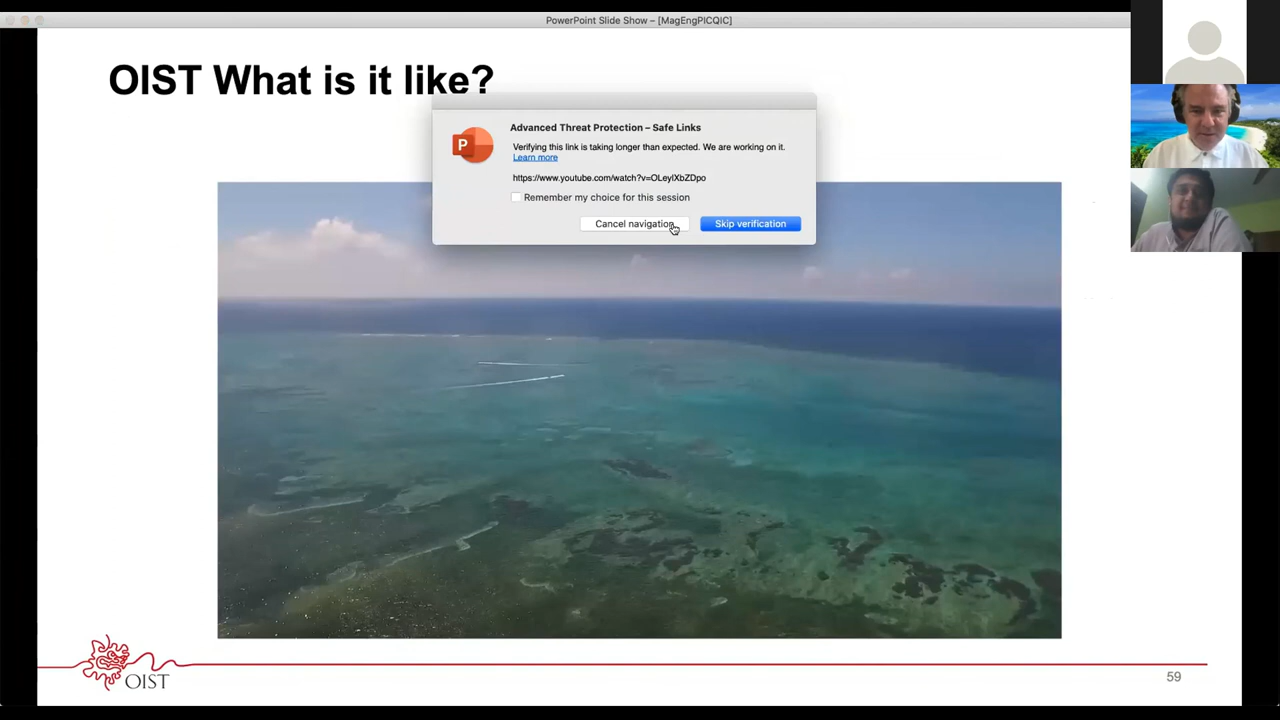 PowerPoint Slide Show – [MagEngPICQIC]
OIST What is it like?
Advanced Threat Protection – Safe Links
Verifying this link is taking longer than expected. We are working on it.
Learn more
https://www.youtube.com/watch?v=OLeylXbZDpo
Remember my choice for this session
Cancel navigation
Skip verification
P
OIST
59